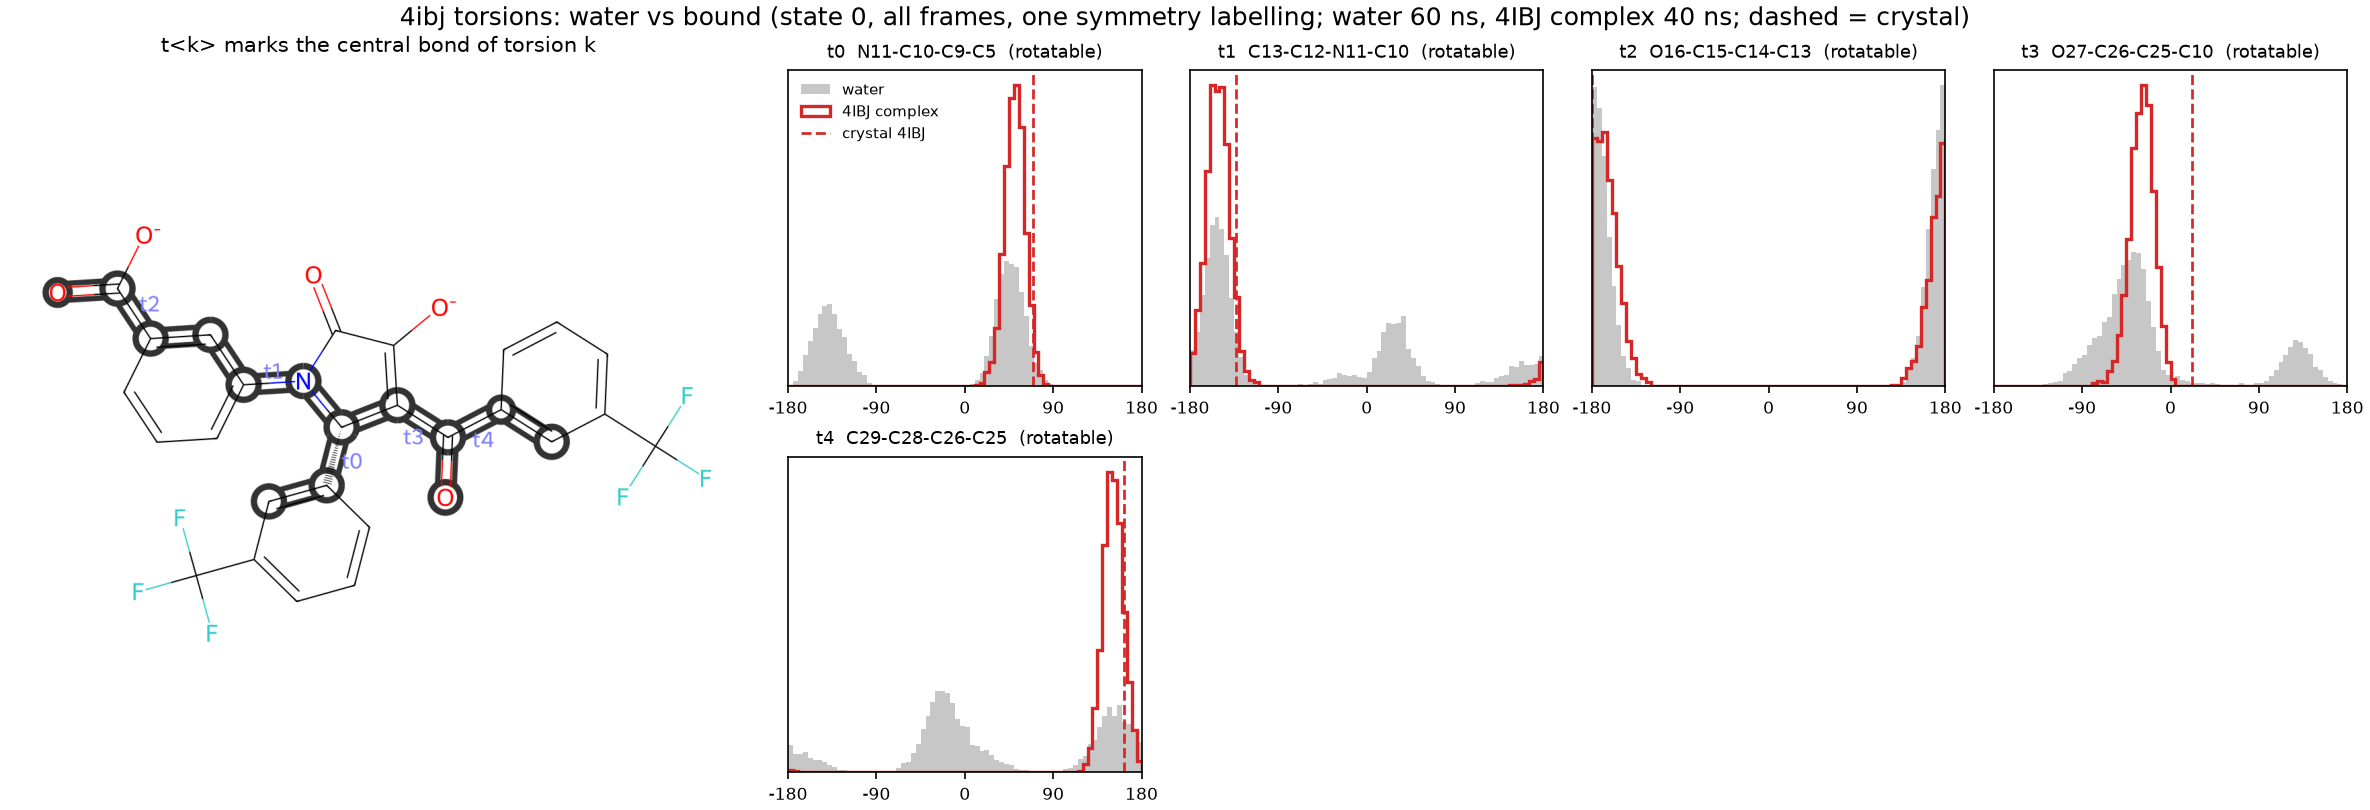 4ibj torsions: water vs bound (state 0, all frames, one symmetry labelling; water 60 ns, 4IBJ complex 40 ns; dashed = crystal)
t<k> marks the central bond of torsion k
t0 N11-C10-C9-C5 (rotatable)
t1 C13-C12-N11-C10 (rotatable)
t2 O16-C15-C14-C13 (rotatable)
t3 O27-C26-C25-C10 (rotatable)
water
4IBJ complex
crystal 4IBJ
-180 -90 0 90 180
-180 -90 0 90 180
-180 -90 0 90 180
-180 -90 0 90 180
t4 C29-C28-C26-C25 (rotatable)
-180 -90 0 90 180
O-
O
t2
O
O-
t1
N
t3
t4
t0
O
F
F
F
F
F
F